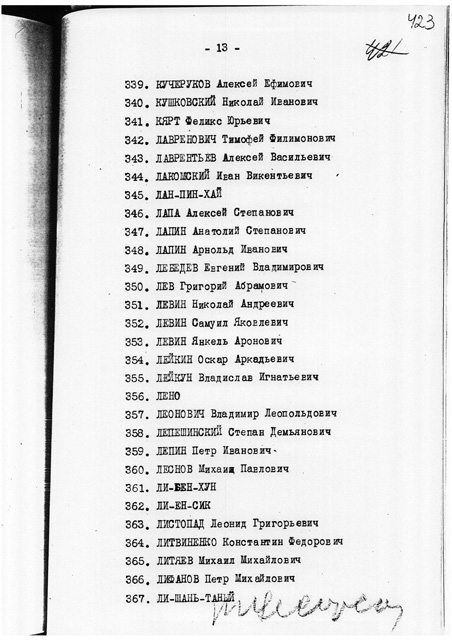 423
- 13 -
421
339. КУЧЕРУКОВ Алексей Ефимович
340. КУШКОВСКИЙ Николай Иванович
341. КЯРТ Феликс Юрьевич
342. ЛАВРЕНОВИЧ Тимофей Филимонович
343. ЛАВРЕНТЬЕВ Алексей Васильевич
344. ЛАКОМСКИЙ Иван Викентьевич
345. ЛАН-ПИН-ХАЙ
346. ЛАПА Алексей Степанович
347. ЛАПИН Анатолий Степанович
348. ЛАПИН Арнольд Иванович
349. ЛЕБЕДЕВ Евгений Владимирович
350. ЛЕВ Григорий Абрамович
351. ЛЕВИН Николай Андреевич
352. ЛЕВИН Самуил Яковлевич
353. ЛЕВИН Янкель Аронович
354. ЛЕЙКИН Оскар Аркадьевич
355. ЛЕЙКУН Владислав Игнатьевич
356. ЛЕНО
357. ЛЕОНОВИЧ Владимир Леопольдович
358. ЛЕПЕШИНСКИЙ Степан Демьянович
359. ЛЕПИН Петр Иванович
360. ЛЕСНОВ Михаил Павлович
361. ЛИ-БЕН-ХУН
362. ЛИ-ЕН-СИК
363. ЛИСТОПАД Леонид Григорьевич
364. ЛИТВИНЕНКО Константин Федорович
365. ЛИТЯЕВ Михаил Михайлович
366. ЛИФАНОВ Петр Михайлович
367. ЛИ-ШАНЬ-ТАНЫЙ